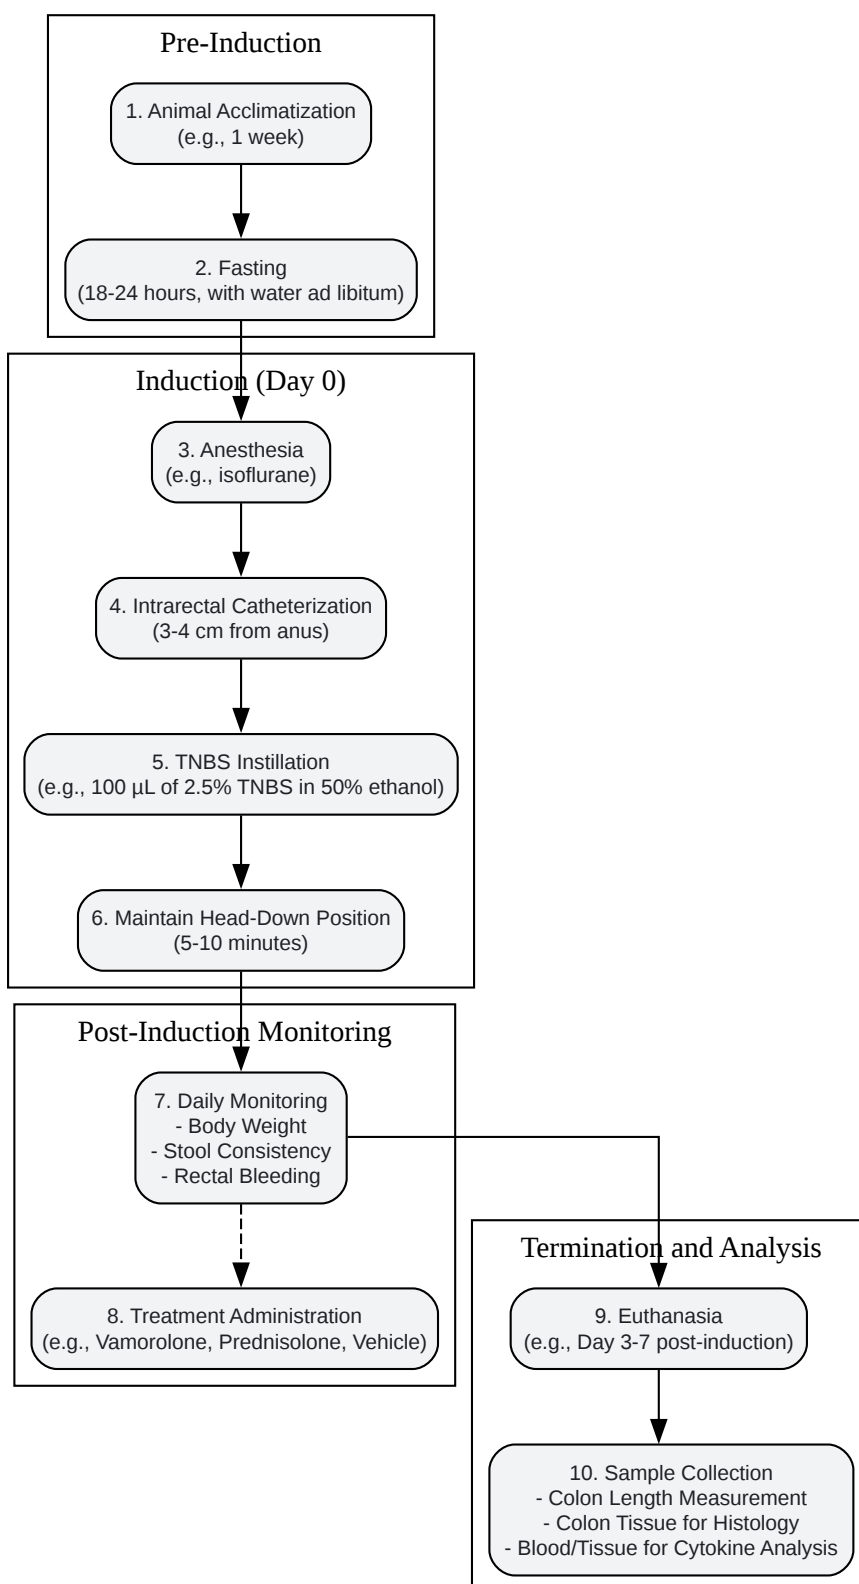 Pre-Induction
1. Animal Acclimatization
(e.g., 1 week)
2. Fasting
(18-24 hours, with water ad libitum)
Induction (Day 0)
3. Anesthesia
(e.g., isoflurane)
4. Intrarectal Catheterization
(3-4 cm from anus)
5. TNBS Instillation
(e.g., 100 µL of 2.5% TNBS in 50% ethanol)
6. Maintain Head-Down Position
(5-10 minutes)
Post-Induction Monitoring
7. Daily Monitoring
- Body Weight
- Stool Consistency
- Rectal Bleeding
8. Treatment Administration
(e.g., Vamorolone, Prednisolone, Vehicle)
Termination and Analysis
9. Euthanasia
(e.g., Day 3-7 post-induction)
10. Sample Collection
- Colon Length Measurement
- Colon Tissue for Histology
- Blood/Tissue for Cytokine Analysis